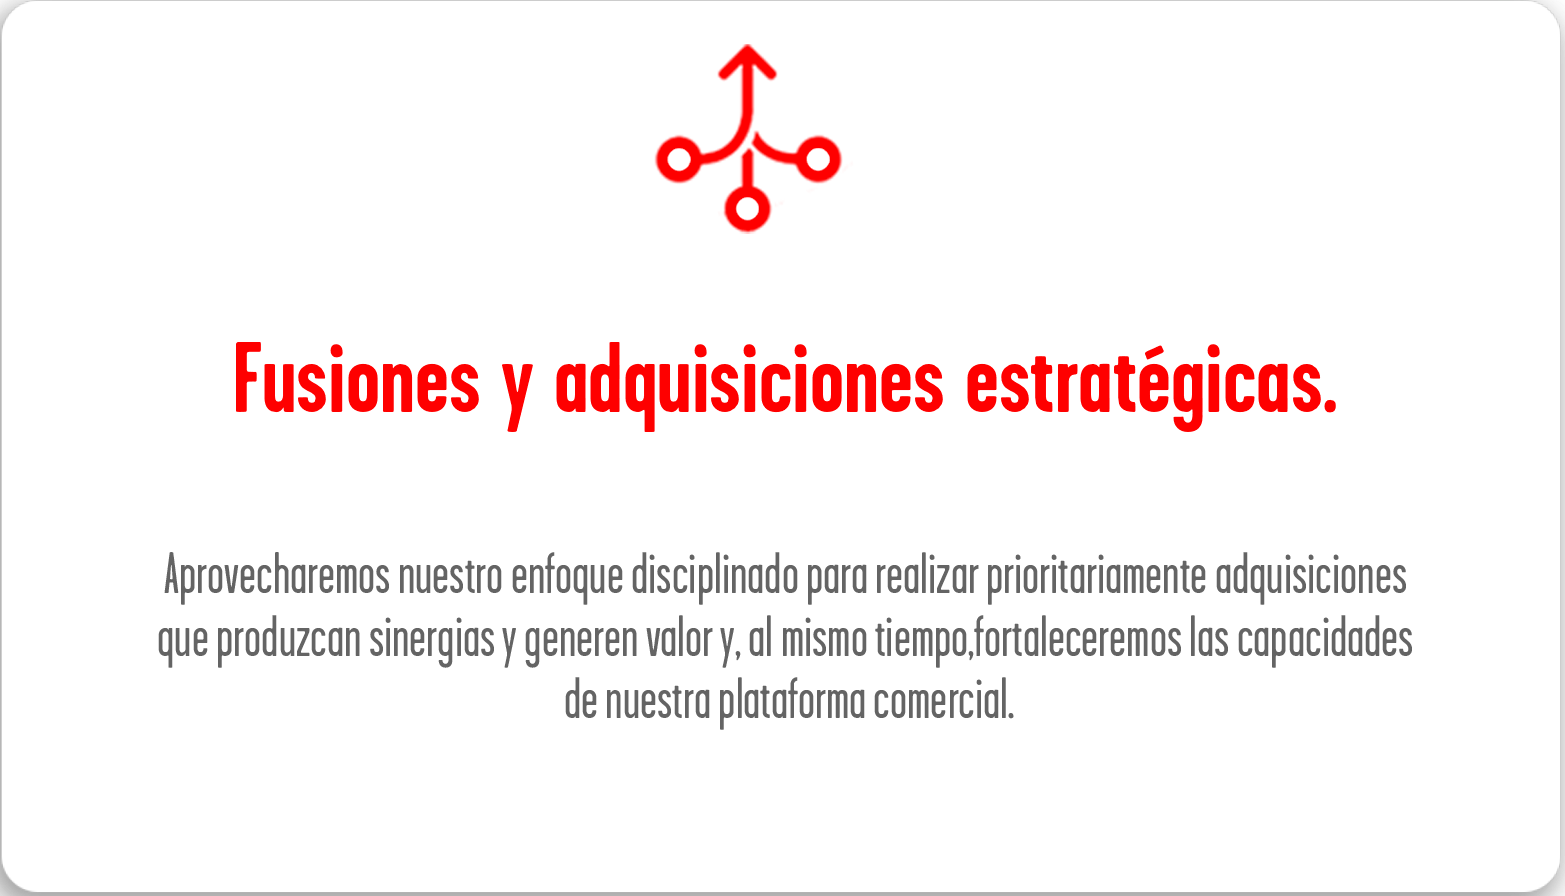 Fusiones y adquisiciones estratégicas.
Aprovecharemos nuestro enfoque disciplinado para realizar prioritariamente adquisiciones
que produzcan sinergias y generen valor y, al mismo tiempo,fortaleceremos las capacidades
de nuestra plataforma comercial.